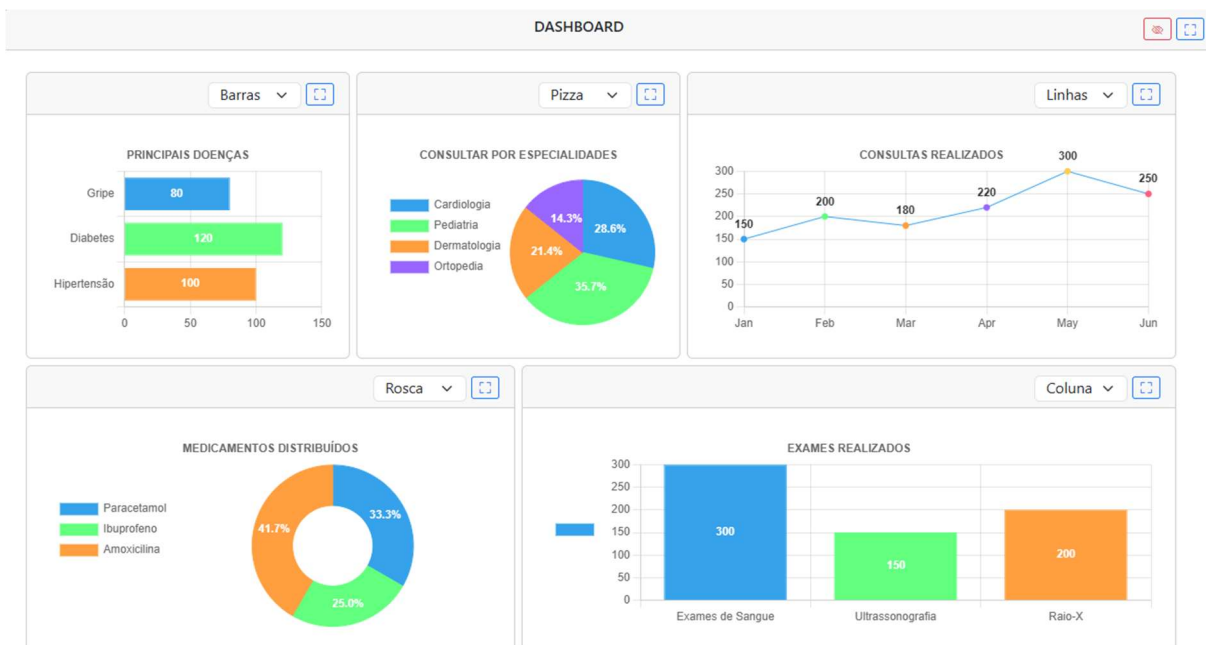 DASHBOARD
Barras
PRINCIPAIS DOENÇAS
Gripe
80
Diabetes
120
Hipertensão
100
0 50 100 150
Pizza
CONSULTAR POR ESPECIALIDADES
Cardiologia
Pediatria
Dermatologia
Ortopedia
14.3%
28.6%
21.4%
35.7%
Linhas
CONSULTAS REALIZADOS
300
250
200
150
100
50
0
150
200
180
220
300
250
Jan Feb Mar Apr May Jun
Rosca
MEDICAMENTOS DISTRIBUÍDOS
Paracetamol
Ibuprofeno
Amoxicilina
33.3%
41.7%
25.0%
Coluna
EXAMES REALIZADOS
300
250
200
150
100
50
0
300
150
200
Exames de Sangue Ultrassonografia Raio-X